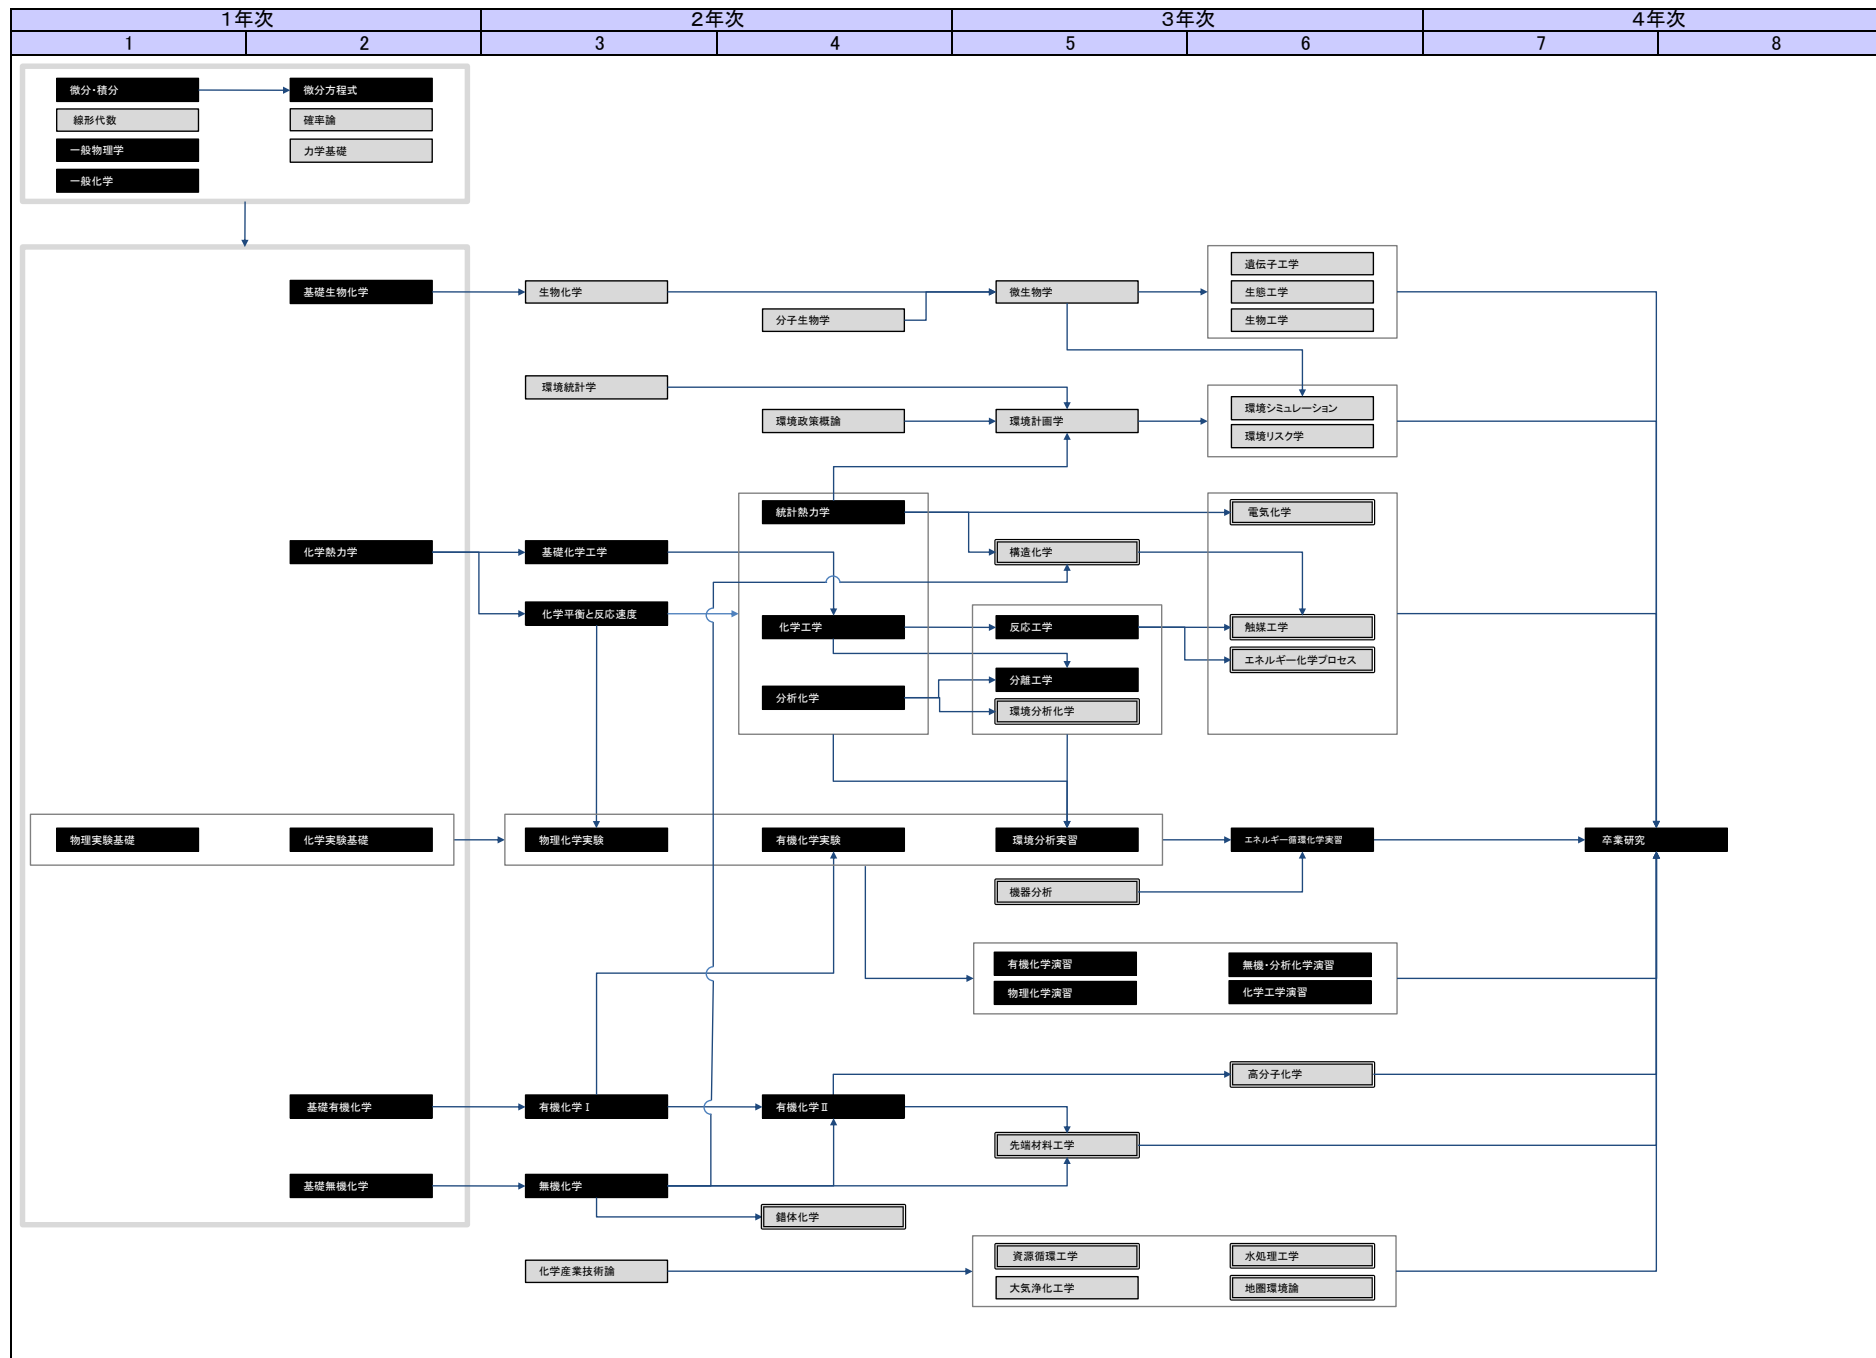 1年次
2年次
3年次
4年次
1
2
3
4
5
6
7
8
微分・積分
微分方程式
線形代数
確率論
一般物理学
力学基礎
一般化学
基礎生物化学
生物化学
分子生物学
微生物学
遺伝子工学
生態工学
生物工学
環境統計学
環境政策概論
環境計画学
環境シミュレーション
環境リスク学
統計熱力学
電気化学
化学熱力学
基礎化学工学
構造化学
化学平衡と反応速度
化学工学
反応工学
触媒工学
エネルギー化学プロセス
分離工学
分析化学
環境分析化学
物理実験基礎
化学実験基礎
物理化学実験
有機化学実験
環境分析実習
エネルギー循環化学実習
卒業研究
機器分析
有機化学演習
無機・分析化学演習
物理化学演習
化学工学演習
高分子化学
基礎有機化学
有機化学Ⅰ
有機化学Ⅱ
先端材料工学
基礎無機化学
無機化学
錯体化学
資源循環工学
水処理工学
化学産業技術論
大気浄化工学
地圏環境論